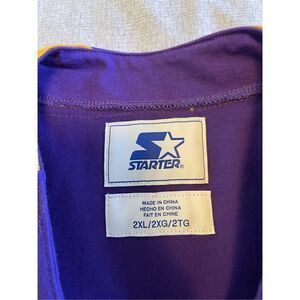 STARTER®
MADE IN CHINA
HECHO EN CHINA
FAIT EN CHINE
2XL/2XG/2TG